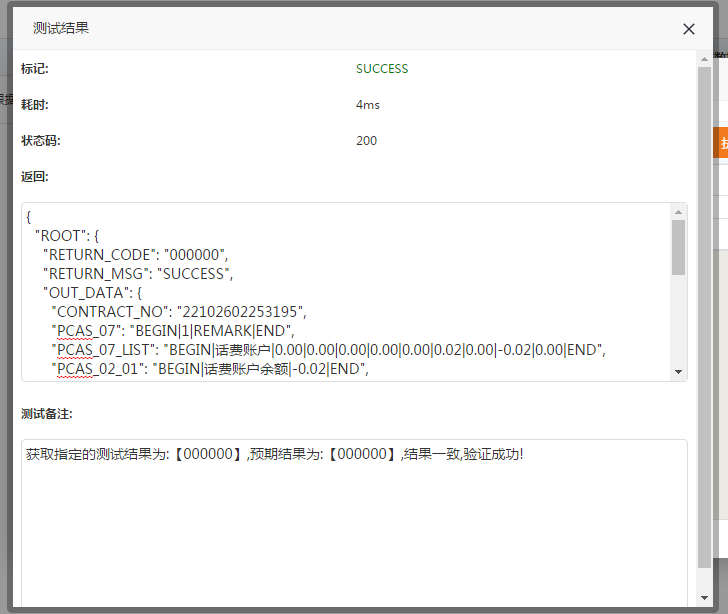 测试结果
标记: SUCCESS
耗时: 4ms
状态码: 200
返回:
{
"ROOT": {
"RETURN_CODE": "000000",
"RETURN_MSG": "SUCCESS",
"OUT_DATA": {
"CONTRACT_NO": "22102602253195",
"PCAS_07": "BEGIN|1|REMARK|END",
"PCAS_07_LIST": "BEGIN|话费账户|0.00|0.00|0.00|0.00|0.00|0.02|0.00|-0.02|0.00|END",
"PCAS_02_01": "BEGIN|话费账户余额|-0.02|END",
测试备注:
获取指定的测试结果为:【000000】,预期结果为:【000000】,结果一致,验证成功!